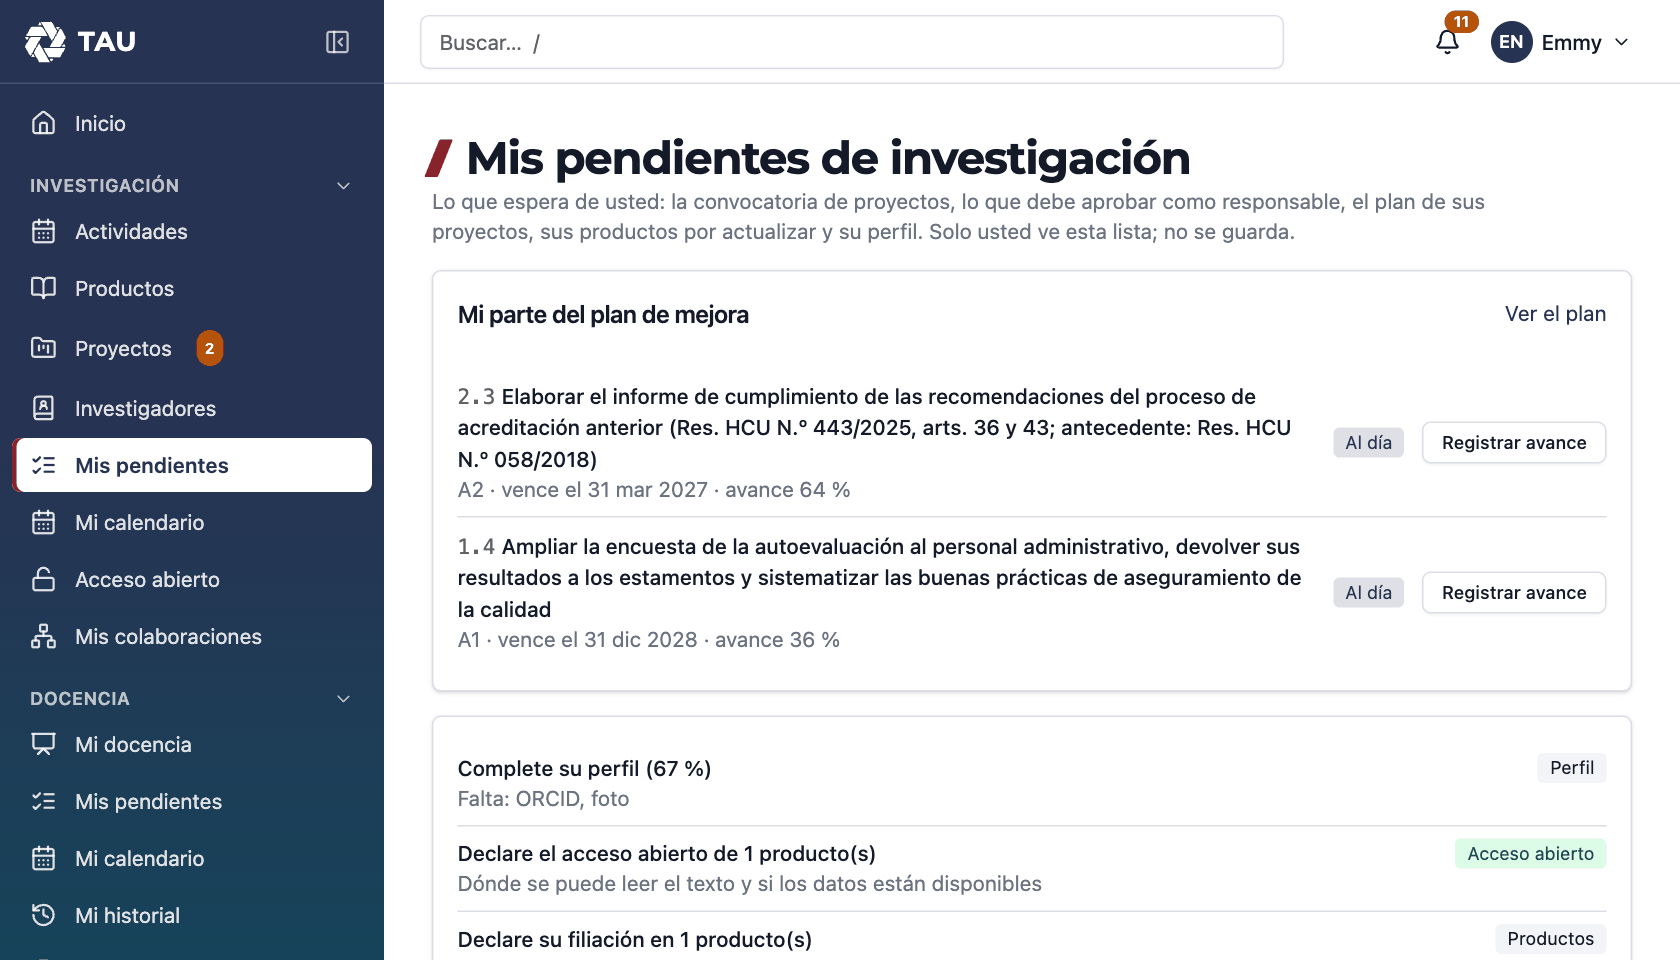 TAU
Buscar... /
11
EN
Emmy
Inicio
INVESTIGACIÓN
Actividades
Productos
Proyectos
2
Investigadores
Mis pendientes
Mi calendario
Acceso abierto
Mis colaboraciones
DOCENCIA
Mi docencia
Mis pendientes
Mi calendario
Mi historial
Mis pendientes de investigación
Lo que espera de usted: la convocatoria de proyectos, lo que debe aprobar como responsable, el plan de sus
proyectos, sus productos por actualizar y su perfil. Solo usted ve esta lista; no se guarda.
Mi parte del plan de mejora
Ver el plan
2.3 Elaborar el informe de cumplimiento de las recomendaciones del proceso de
acreditación anterior (Res. HCU N.º 443/2025, arts. 36 y 43; antecedente: Res. HCU
N.º 058/2018)
A2 · vence el 31 mar 2027 · avance 64 %
Al día
Registrar avance
1.4 Ampliar la encuesta de la autoevaluación al personal administrativo, devolver sus
resultados a los estamentos y sistematizar las buenas prácticas de aseguramiento de
la calidad
A1 · vence el 31 dic 2028 · avance 36 %
Al día
Registrar avance
Complete su perfil (67 %)
Falta: ORCID, foto
Perfil
Declare el acceso abierto de 1 producto(s)
Dónde se puede leer el texto y si los datos están disponibles
Acceso abierto
Declare su filiación en 1 producto(s)
Productos